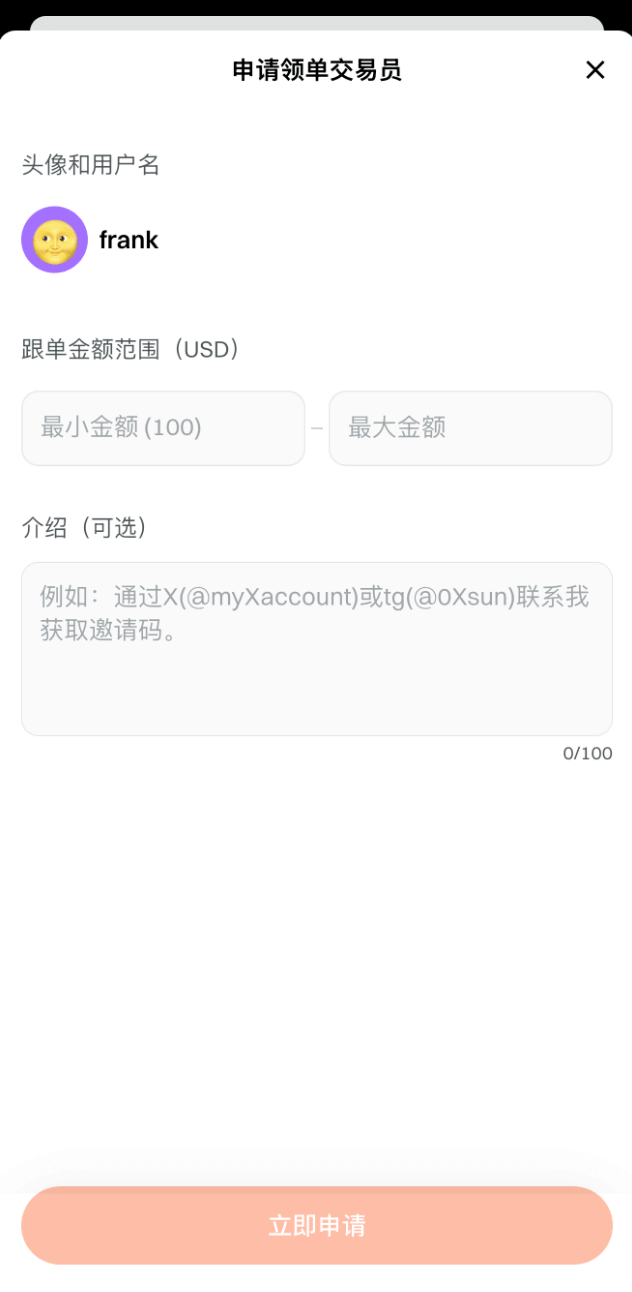 申请领单交易员
头像和用户名
frank
跟单金额范围（USD）
最小金额 (100) – 最大金额
介绍（可选）
例如：通过X(@myXaccount)或tg(@0Xsun)联系我
获取邀请码。
0/100
立即申请